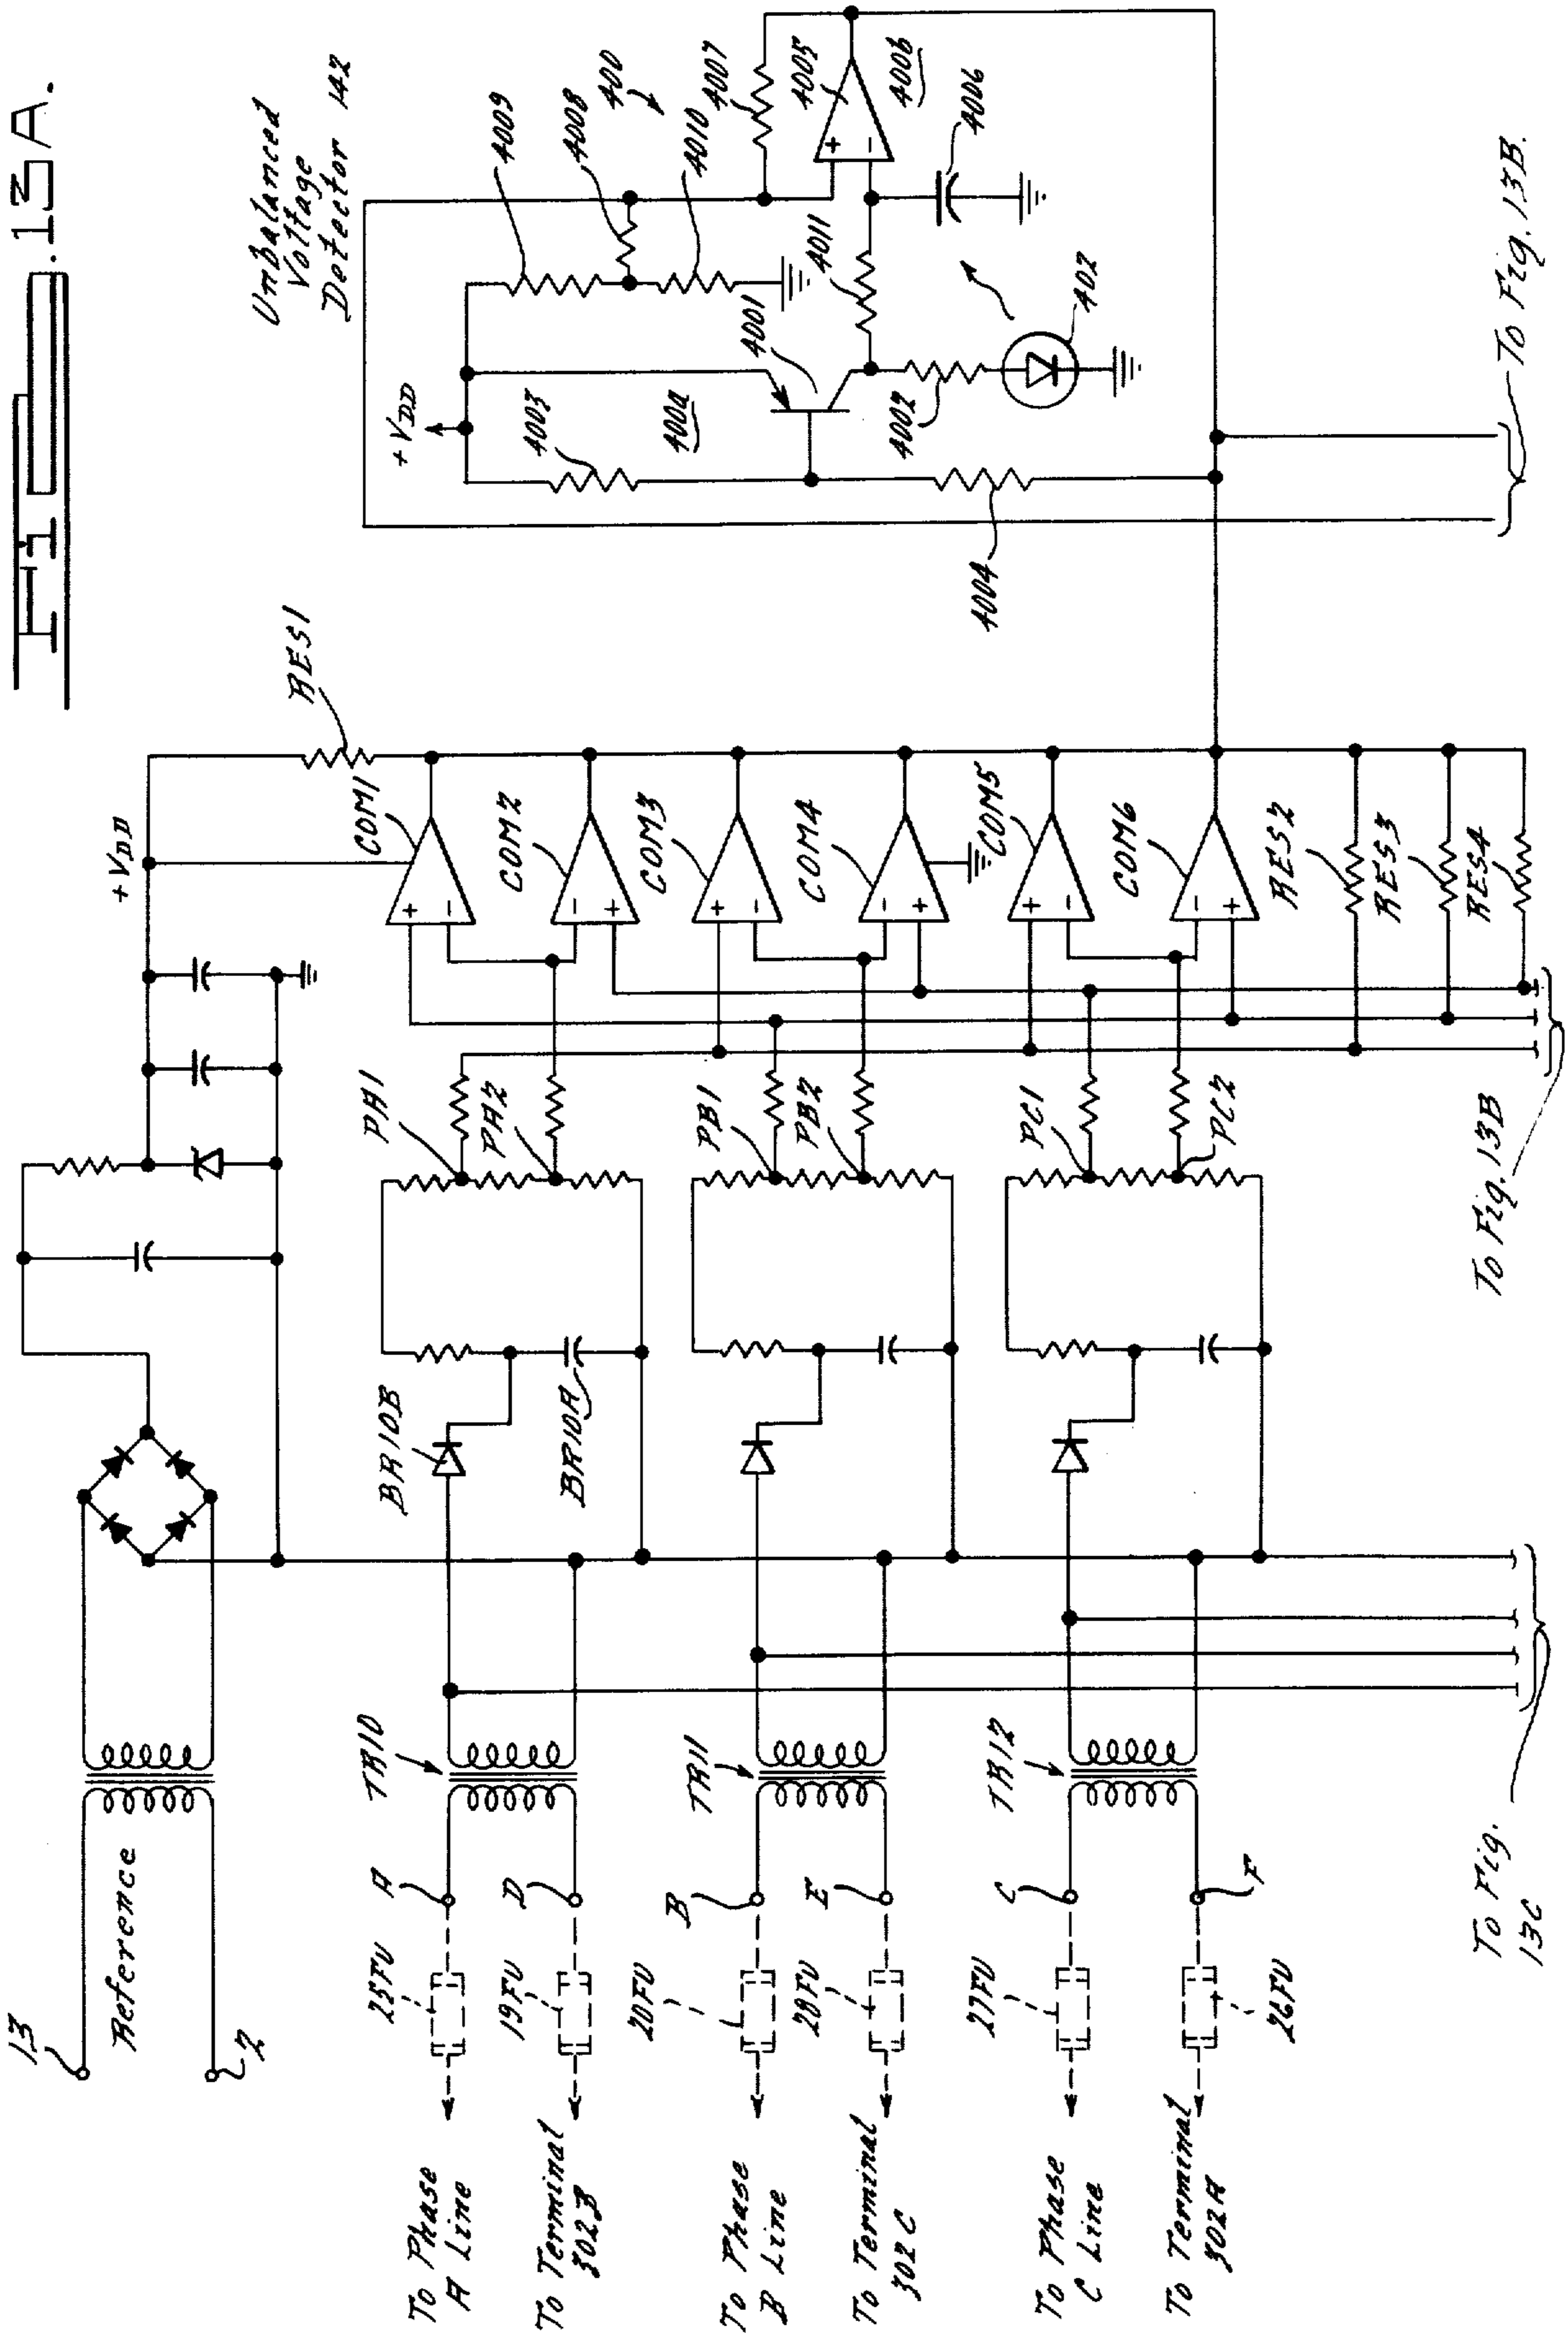 Fig. 13A.
Unbalanced
Voltage
Detector 142
13
Reference
2
+VDD
RES1
COM1
COM2
COM3
COM4
COM5
COM6
RES2
RES3
RES4
+VDD
4003
400a
4001
4009
4008
400
4010
4007
4005
400b
4006
4011
4002
402
4004
To Fig. 13B.
To Phase
A Line
25FU
A
TR10
BR10B
BR10A
PA1
PA2
To Terminal
302B
19FU
D
To Phase
B Line
20FU
B
TR11
PB1
PB2
To Terminal
302C
28FU
E
To Phase
C Line
27FU
C
TR12
PC1
PC2
To Terminal
302A
26FU
F
To Fig.
13C
To Fig. 13B
+
-
-
+
+
-
-
+
+
-
-
+
+
-